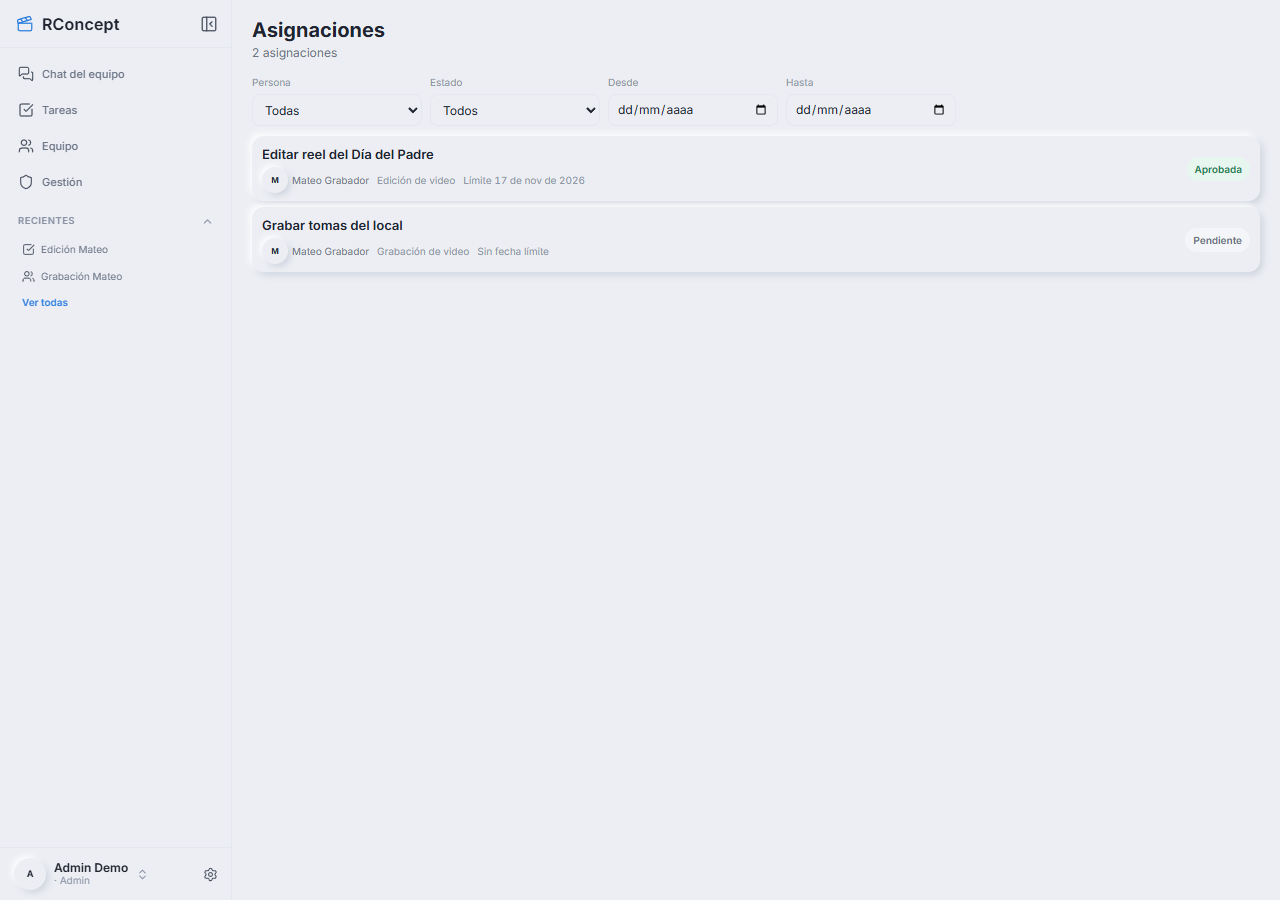 RConcept
Chat del equipo
Tareas
Equipo
Gestión
RECIENTES
Edición Mateo
Grabación Mateo
Ver todas
A
Admin Demo
· Admin
Asignaciones
2 asignaciones
Persona Estado Desde Hasta
Todas Todos dd/mm/aaaa dd/mm/aaaa
Editar reel del Día del Padre
M Mateo Grabador Edición de video Límite 17 de nov de 2026
Aprobada
Grabar tomas del local
M Mateo Grabador Grabación de video Sin fecha límite
Pendiente